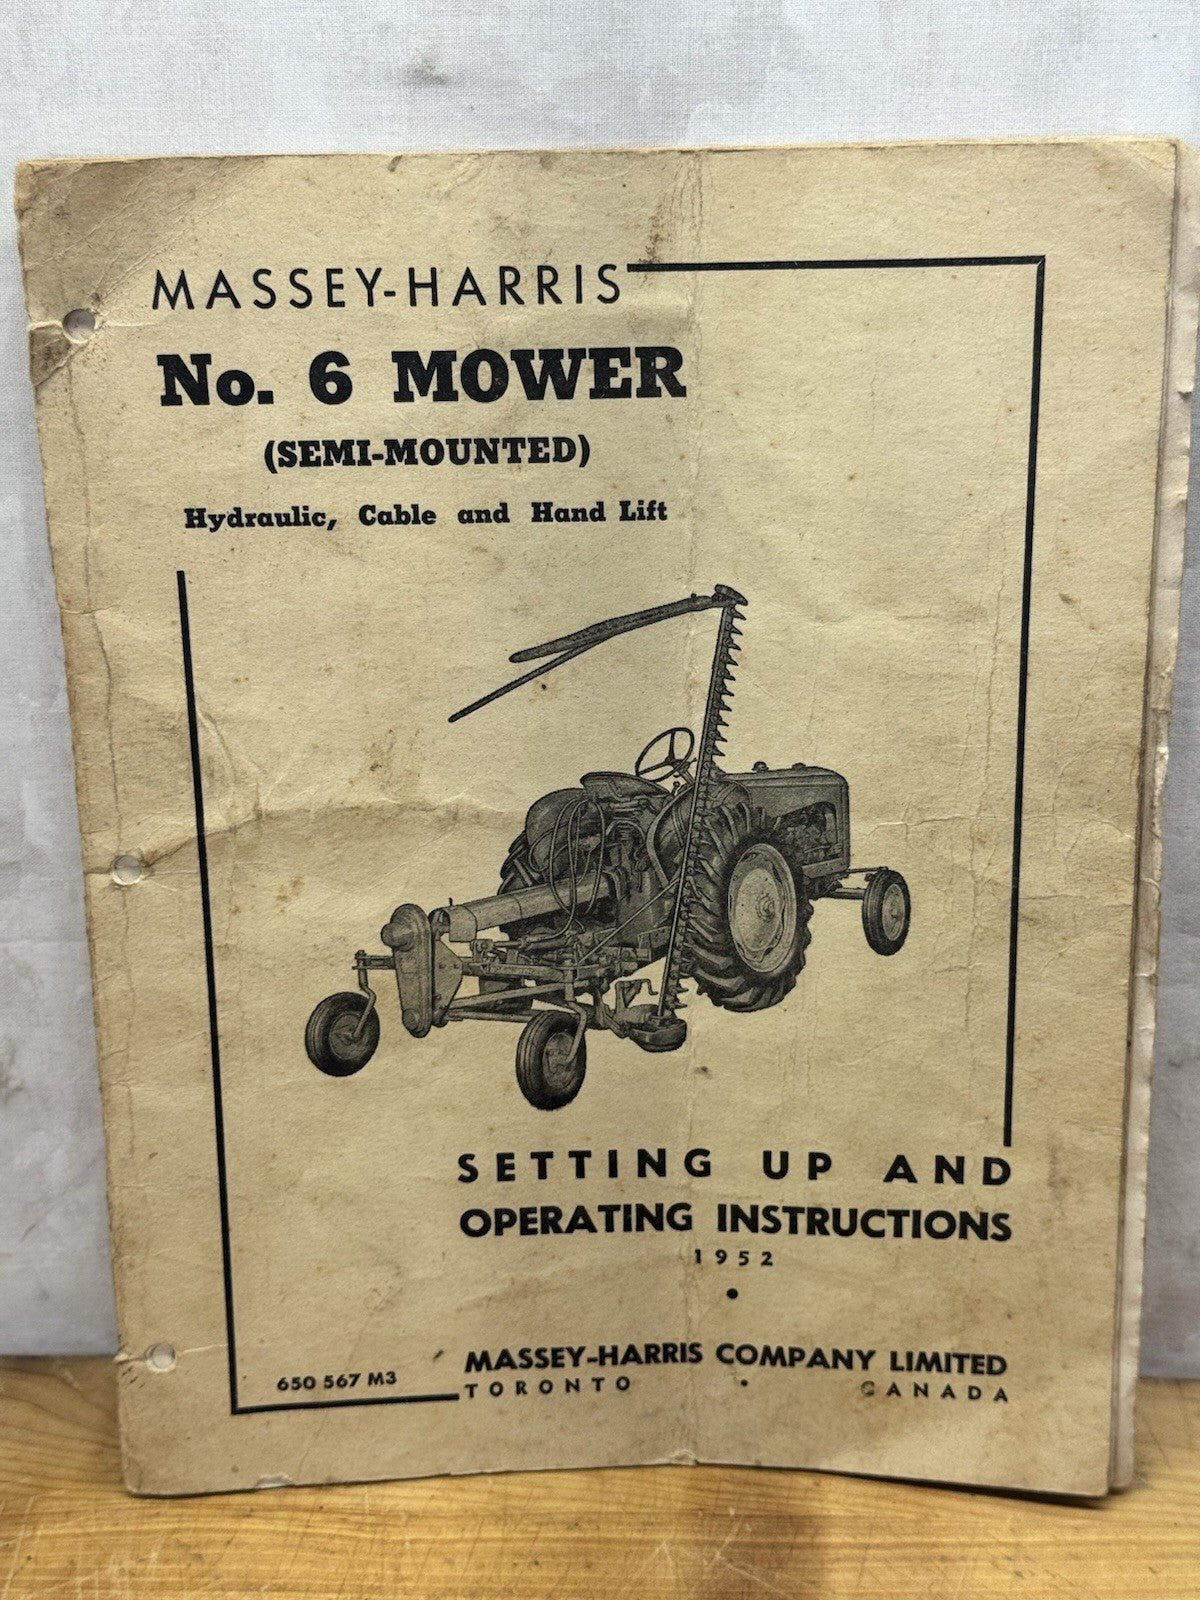 MASSEY-HARRIS
No. 6 MOWER
(SEMI-MOUNTED)
Hydraulic, Cable and Hand Lift
SETTING UP AND
OPERATING INSTRUCTIONS
1952
MASSEY-HARRIS COMPANY LIMITED
TORONTO • CANADA
650 567 M3